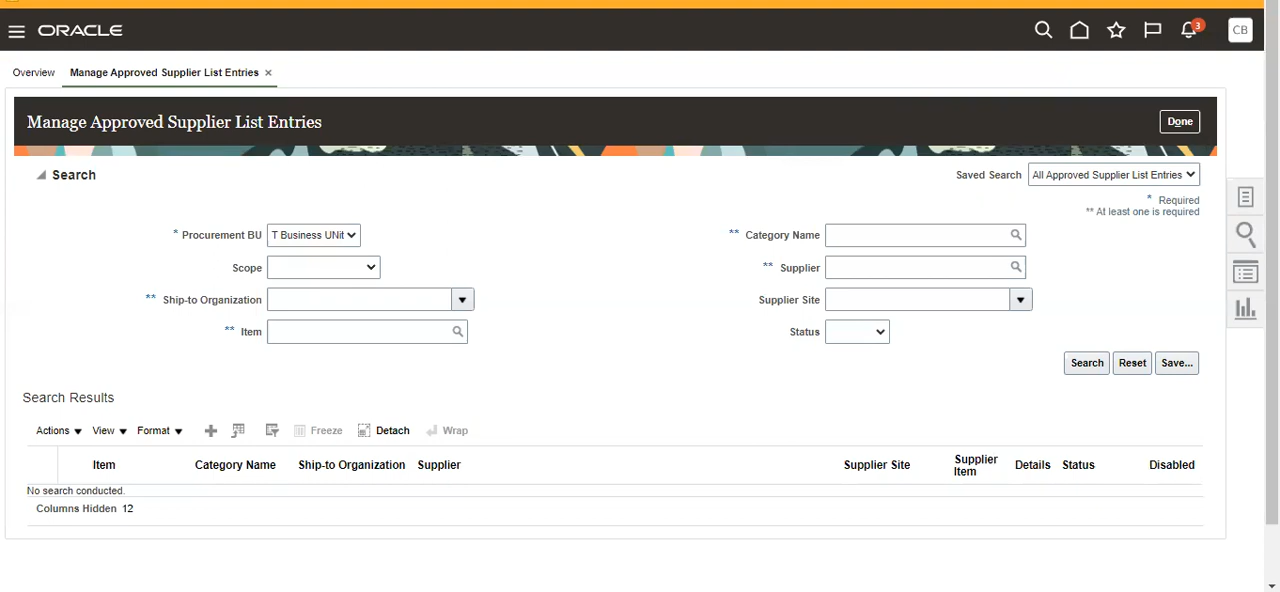 ORACLE
3
CB
Overview
Manage Approved Supplier List Entries ×
Manage Approved Supplier List Entries
Done
Search
Saved Search All Approved Supplier List Entries
* Required
** At least one is required
* Procurement BU T Business UNit
** Category Name
Scope
** Supplier
** Ship-to Organization
Supplier Site
** Item
Status
Search Reset Save...
Search Results
Actions View Format Freeze Detach Wrap
Item Category Name Ship-to Organization Supplier Supplier Site Supplier Item Details Status Disabled
No search conducted.
Columns Hidden 12